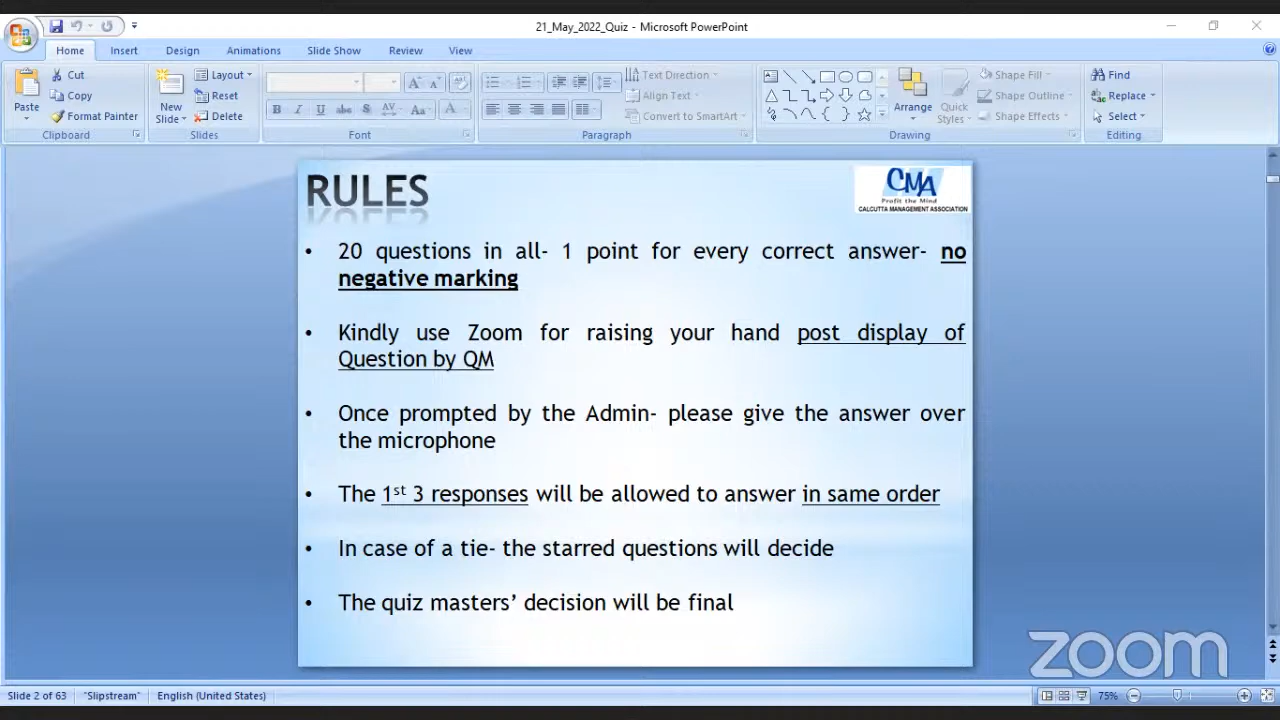 21_May_2022_Quiz - Microsoft PowerPoint
Home Insert Design Animations Slide Show Review View
Paste
Cut
Copy
Format Painter
Clipboard
New Slide
Layout
Reset
Delete
Slides
B I U abc S AV Aa A
Font
Text Direction
Align Text
Convert to SmartArt
Paragraph
Arrange
Quick Styles
Shape Fill
Shape Outline
Shape Effects
Drawing
Find
Replace
Select
Editing
RULES
CMA
Profit the Mind
CALCUTTA MANAGEMENT ASSOCIATION
• 20 questions in all- 1 point for every correct answer- no
negative marking
• Kindly use Zoom for raising your hand post display of
Question by QM
• Once prompted by the Admin- please give the answer over
the microphone
• The 1st 3 responses will be allowed to answer in same order
• In case of a tie- the starred questions will decide
• The quiz masters’ decision will be final
zoom
Slide 2 of 63 "Slipstream" English (United States) 75%